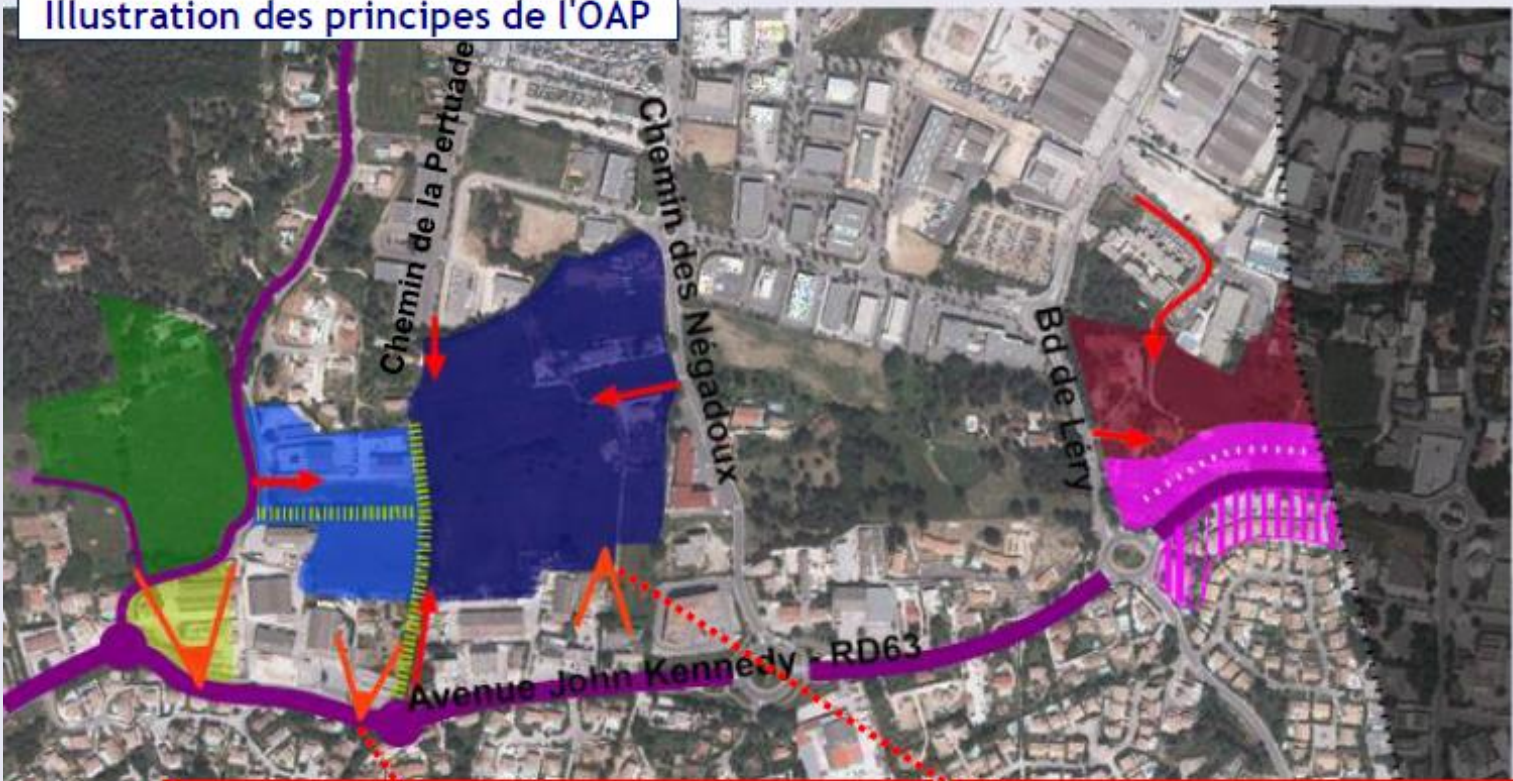 Illustration des principes de l'OAP
Chemin de la Pertuade
Chemin des Négadoux
Bd de Léry
Avenue John Kennedy - RD63